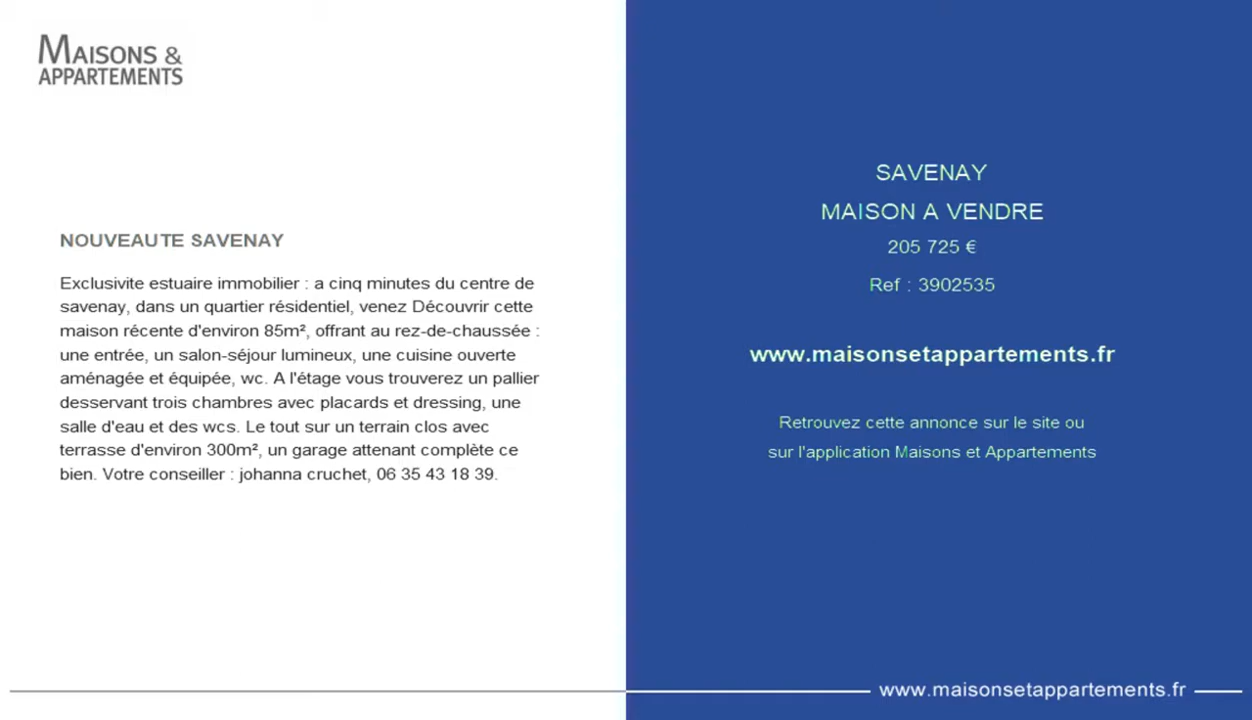 MAISONS &
APPARTEMENTS
NOUVEAUTE SAVENAY
Exclusivite estuaire immobilier : a cinq minutes du centre de
savenay, dans un quartier résidentiel, venez Découvrir cette
maison récente d'environ 85m², offrant au rez-de-chaussée :
une entrée, un salon-séjour lumineux, une cuisine ouverte
aménagée et équipée, wc. A l'étage vous trouverez un pallier
desservant trois chambres avec placards et dressing, une
salle d'eau et des wcs. Le tout sur un terrain clos avec
terrasse d'environ 300m², un garage attenant complète ce
bien. Votre conseiller : johanna cruchet, 06 35 43 18 39.
SAVENAY
MAISON A VENDRE
205 725 €
Ref : 3902535
www.maisonsetappartements.fr
Retrouvez cette annonce sur le site ou
sur l'application Maisons et Appartements
www.maisonsetappartements.fr